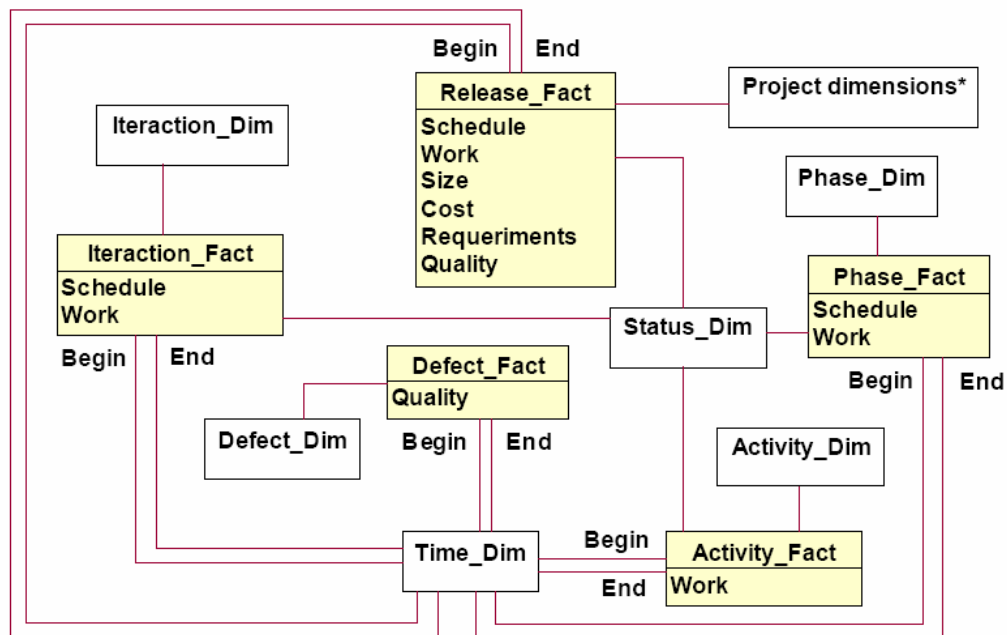 Begin
End
Release_Fact
Schedule
Work
Size
Cost
Requeriments
Quality
Project dimensions*
Iteraction_Dim
Phase_Dim
Iteraction_Fact
Schedule
Work
Begin
End
Phase_Fact
Schedule
Work
Begin
End
Status_Dim
Defect_Fact
Quality
Begin
End
Defect_Dim
Activity_Dim
Time_Dim
Begin
End
Activity_Fact
Work